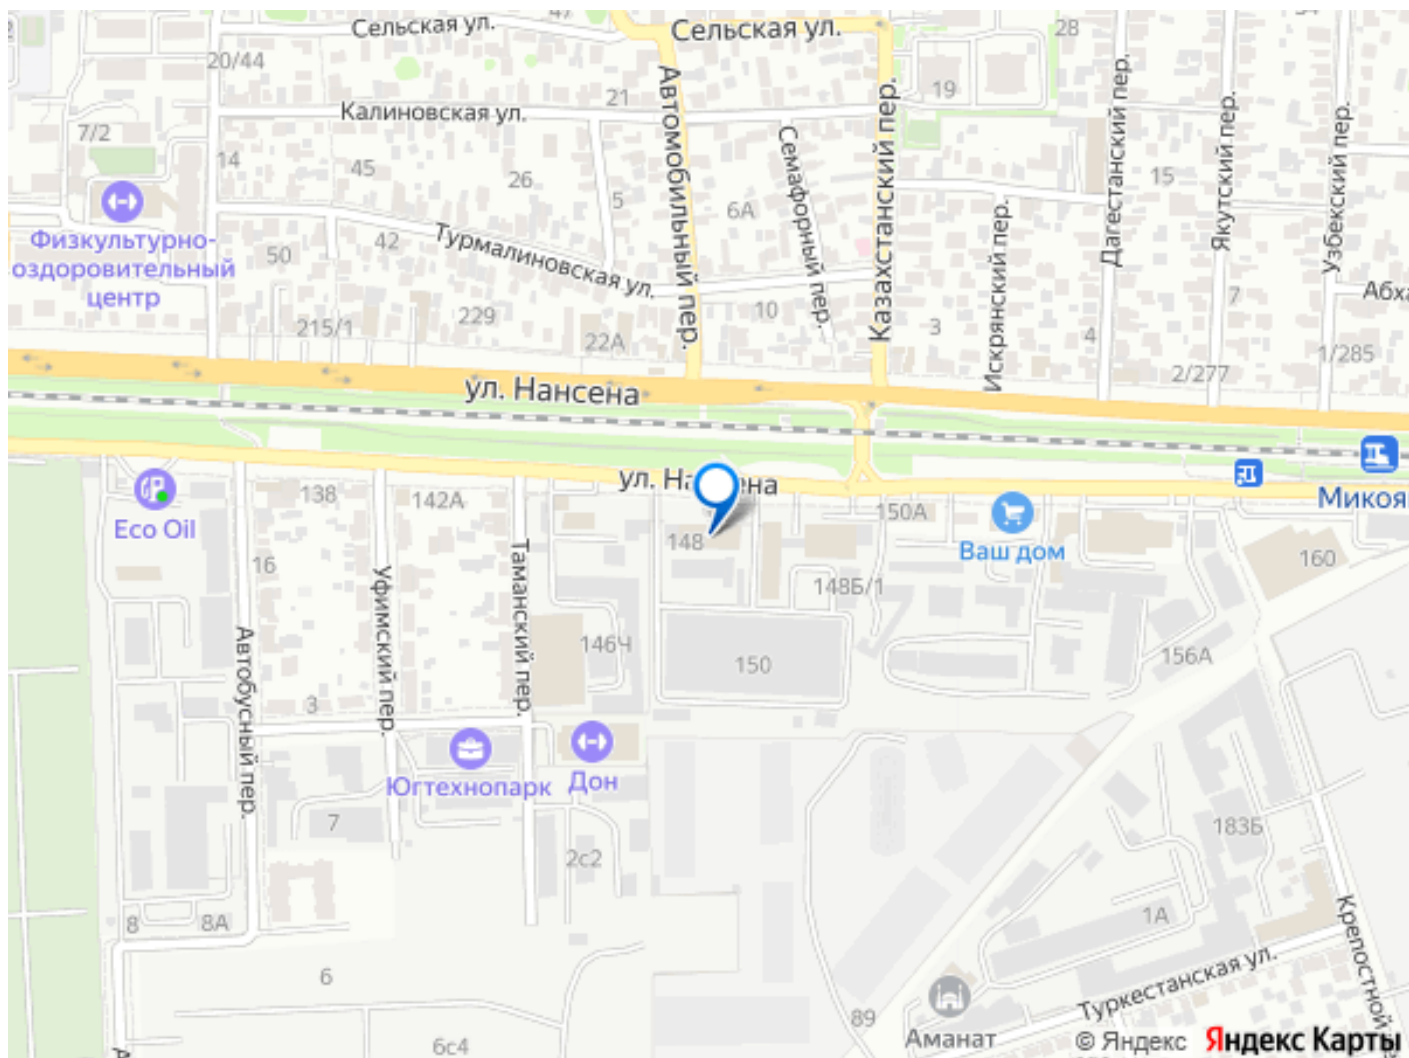 Сельская ул.
47
Сельская ул.
28
20/44
19
21
Калиновская ул.
7/2
14
45
26
5
6А
15
Автомобильный пер.
Семафорный пер.
Казахстанский пер.
Дагестанский пер.
Якутский пер.
Узбекский пер.
Искрянский пер.
Физкультурно-
оздоровительный
центр
50
42
Турмалиновская ул.
215/1
229
22А
10
3
4
7
Абха
1/285
2/277
ул. Нансена
ул. На ена
Eco Oil
138
142А
148
150А
Ваш дом
Микоя
160
16
Автобусный пер.
Уфимский пер.
Таманский пер.
146Ч
148Б/1
150
156А
3
Югтехнопарк
Дон
7
2с2
183Б
8
8А
1А
6
6с4
89
Аманат
Туркестанская ул.
Крепостной
© Яндекс
Яндекс Карты